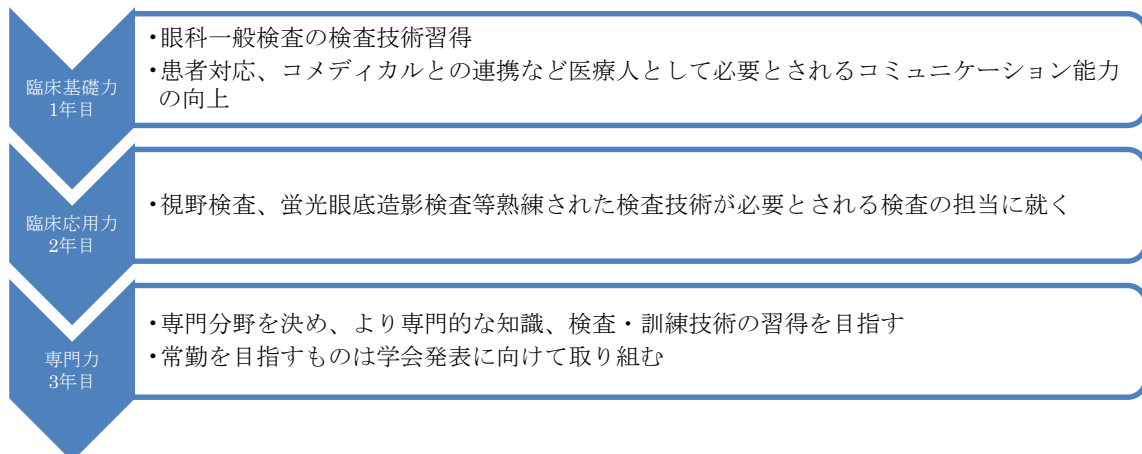 臨床基礎力
1年目
・眼科一般検査の検査技術習得
・患者対応、コメディカルとの連携など医療人として必要とされるコミュニケーション能力
の向上
臨床応用力
2年目
・視野検査、蛍光眼底造影検査等熟練された検査技術が必要とされる検査の担当に就く
専門力
3年目
・専門分野を決め、より専門的な知識、検査・訓練技術の習得を目指す
・常勤を目指すものは学会発表に向けて取り組む